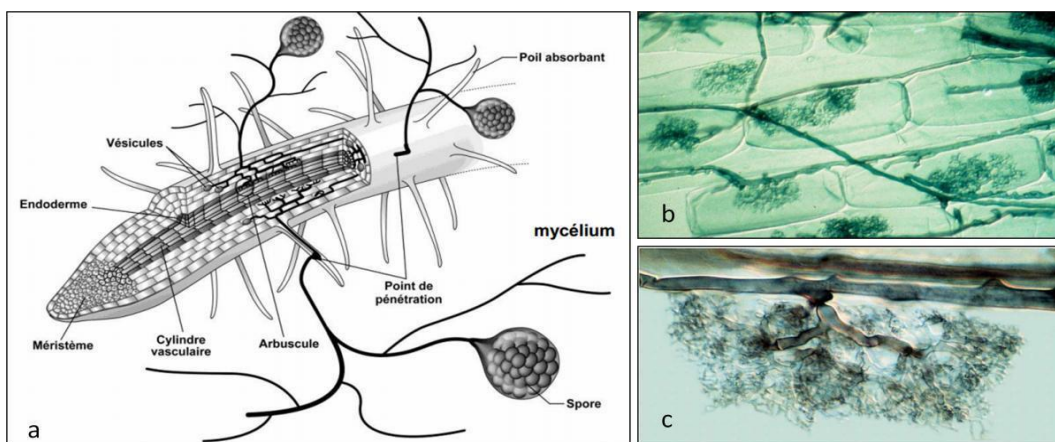 Poil absorbant
Vésicules
Endoderme
mycélium
Point de
pénétration
Méristème
Cylindre
vasculaire
Arbuscule
Spore
a
b
c